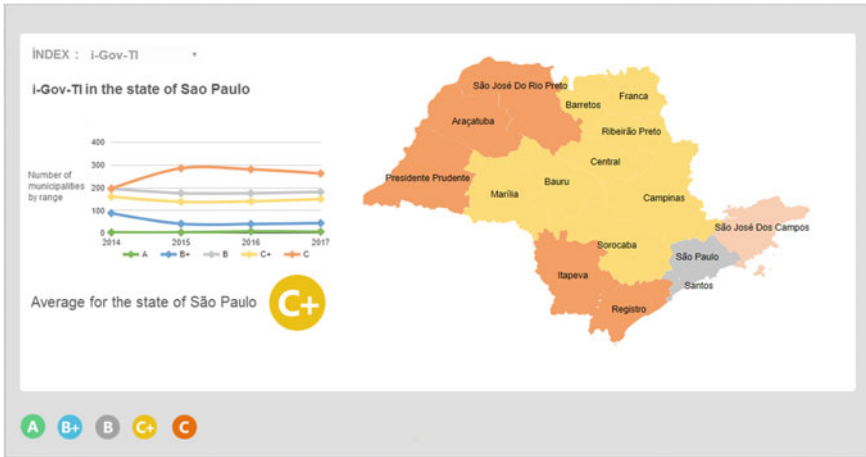 İNDEX : i-Gov-TI
i-Gov-TI in the state of Sao Paulo
Number of
municipalities
by range
400
300
200
100
0
2014 2015 2016 2017
A B+ B C+ C
Average for the state of São Paulo C+
São José Do Rio Preto
Barretos
Franca
Araçatuba
Ribeirão Preto
Central
Presidente Prudente
Marília
Bauru
Campinas
São José Dos Campos
Sorocaba
São Paulo
Itapeva
Santos
Registro
A B+ B C+ C